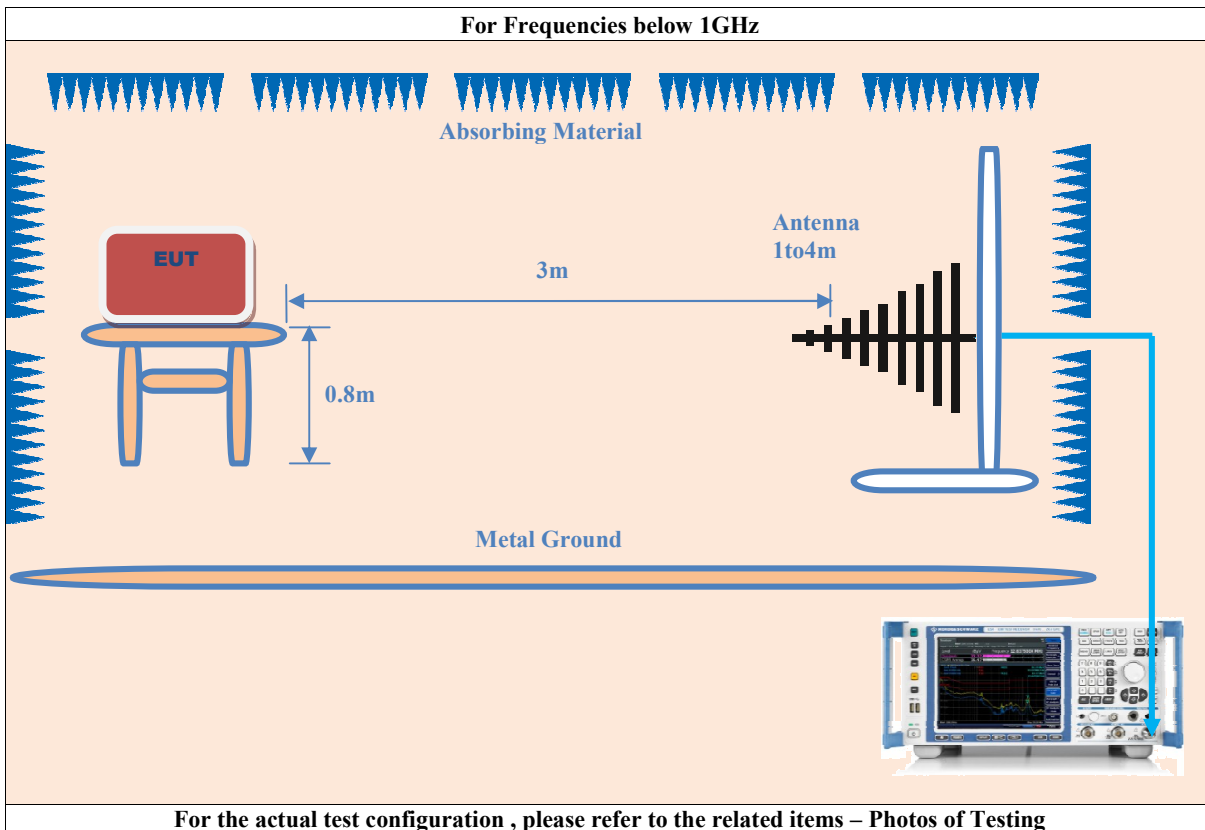 For Frequencies below 1GHz
Absorbing Material
Antenna
1to4m
EUT
3m
0.8m
Metal Ground
For the actual test configuration , please refer to the related items – Photos of Testing